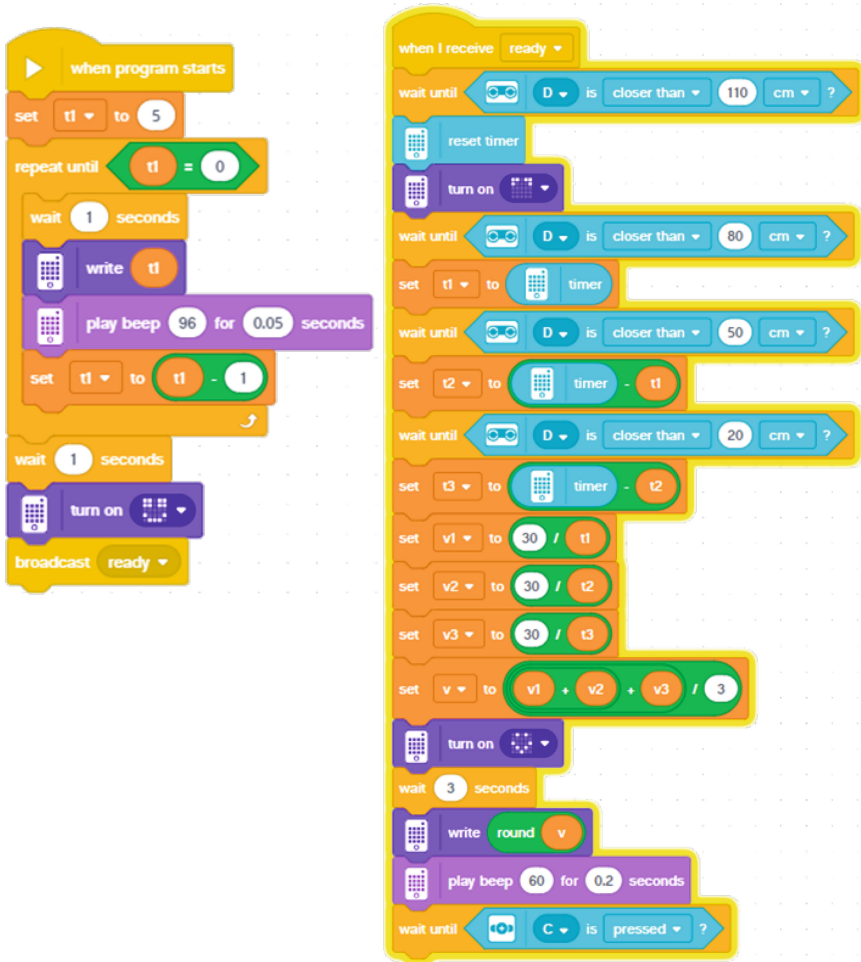 when program starts
set t1 to 5
repeat until t1 = 0
wait 1 seconds
write t1
play beep 96 for 0.05 seconds
set t1 to t1 - 1
wait 1 seconds
turn on
broadcast ready
when I receive ready
wait until D is closer than 110 cm ?
reset timer
turn on
wait until D is closer than 80 cm ?
set t1 to timer
wait until D is closer than 50 cm ?
set t2 to timer - t1
wait until D is closer than 20 cm ?
set t3 to timer - t2
set v1 to 30 / t1
set v2 to 30 / t2
set v3 to 30 / t3
set v to v1 + v2 + v3 / 3
turn on
wait 3 seconds
write round v
play beep 60 for 0.2 seconds
wait until C is pressed ?